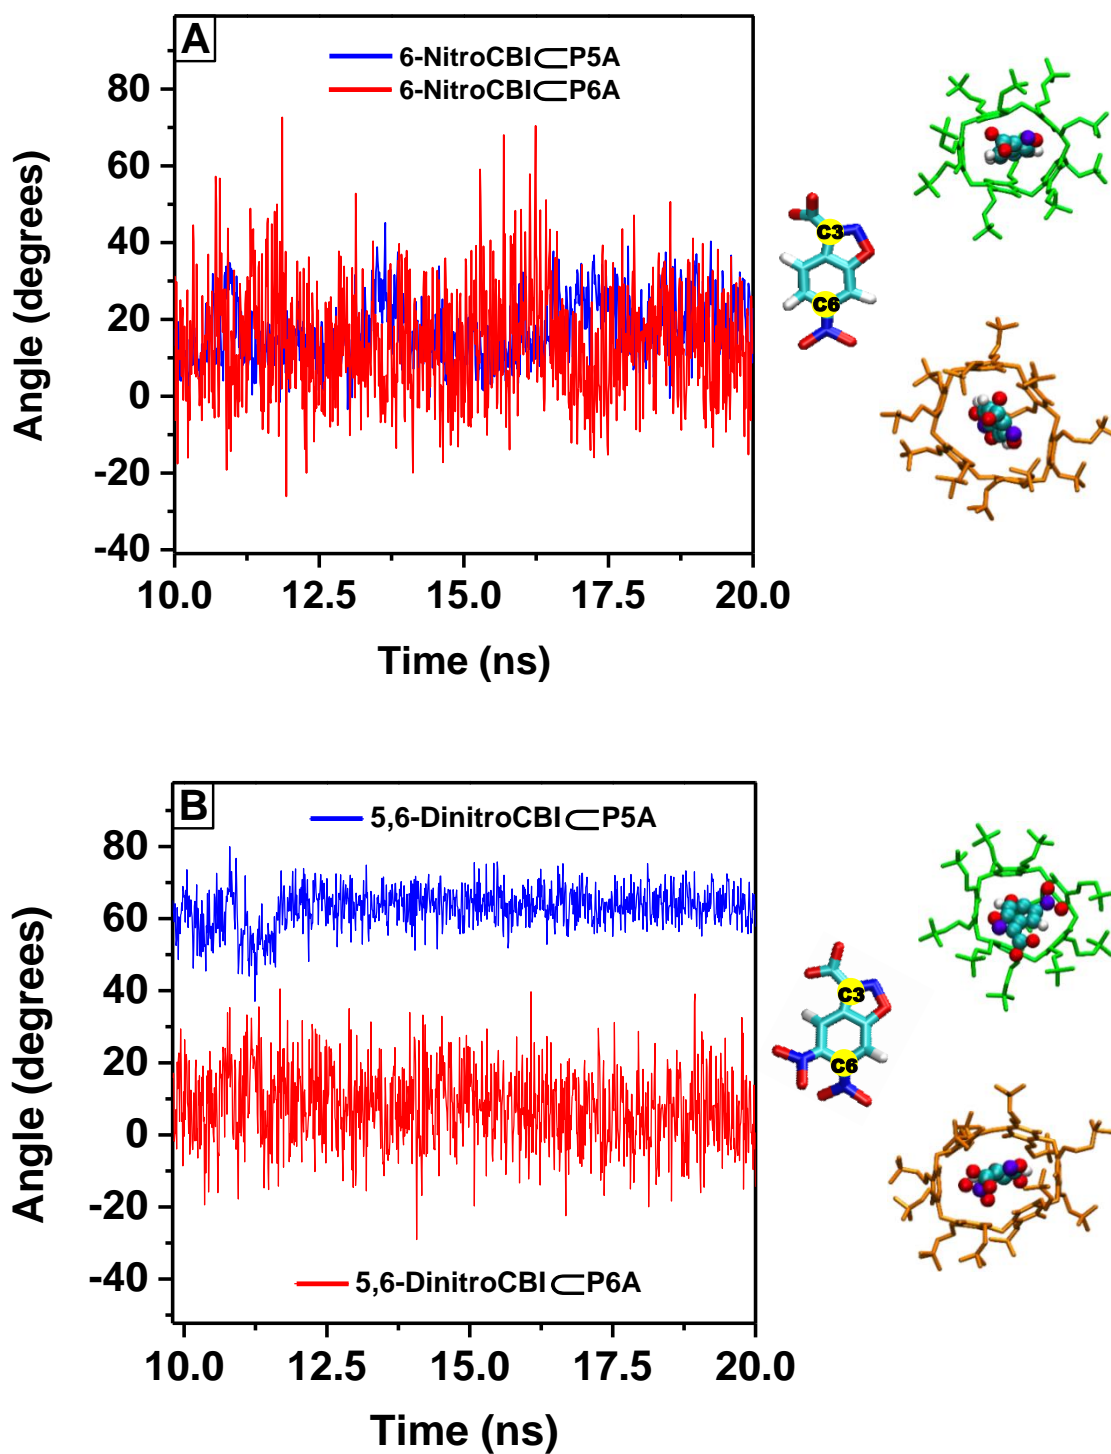 A
6-NitroCBI⊂P5A
6-NitroCBI⊂P6A
Angle (degrees)
80
60
40
20
0
-20
-40
10.0 12.5 15.0 17.5 20.0
Time (ns)
C3
C6
B
5,6-DinitroCBI⊂P5A
Angle (degrees)
80
60
40
20
0
-20
-40
5,6-DinitroCBI⊂P6A
10.0 12.5 15.0 17.5 20.0
Time (ns)
C3
C6